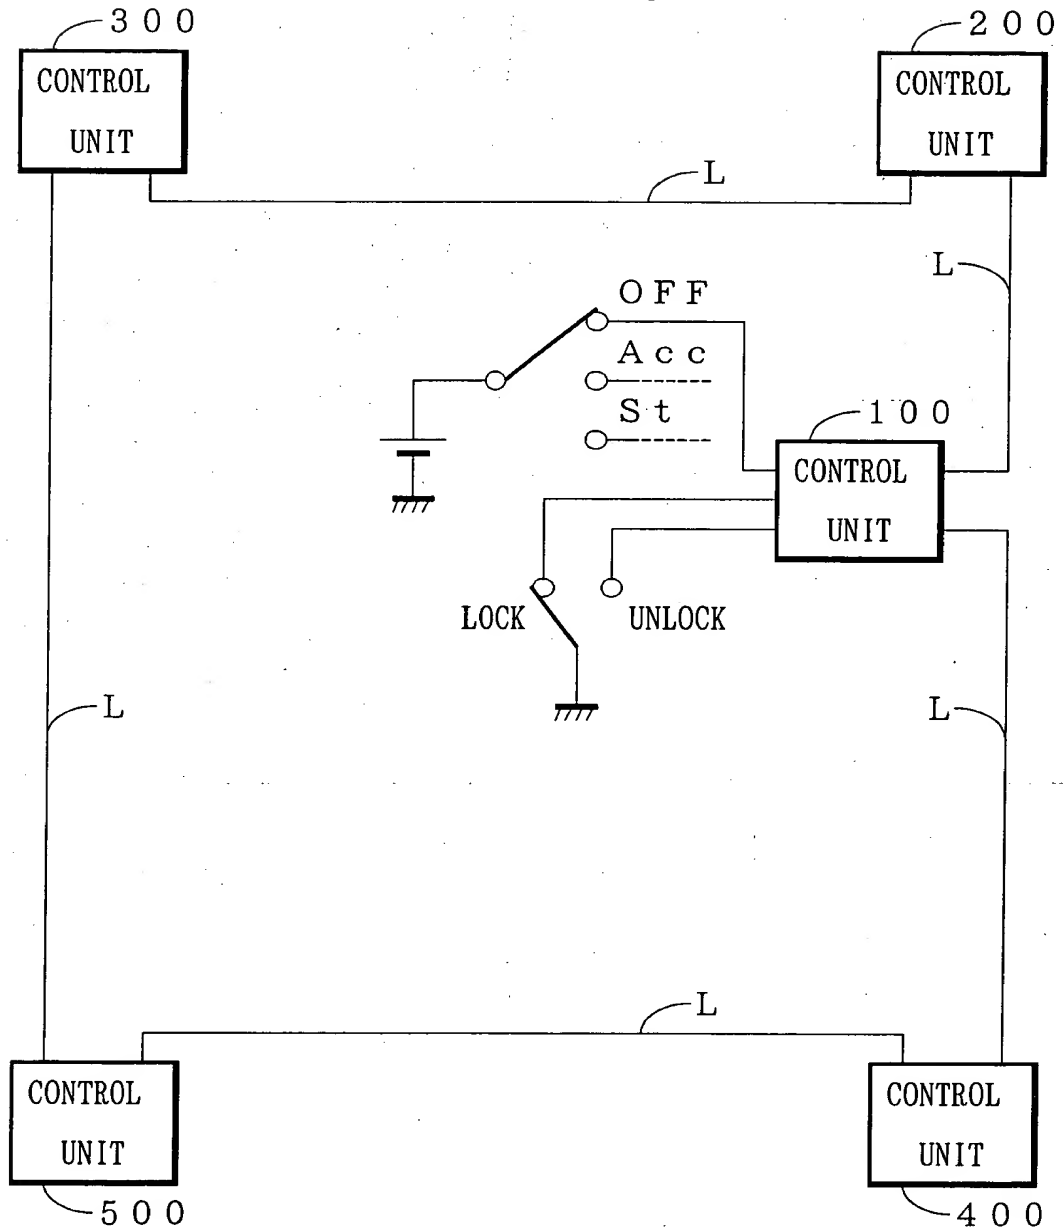 ３００
２００
CONTROL
UNIT
CONTROL
UNIT
L
L
OFF
Acc
St
１００
CONTROL
UNIT
LOCK
UNLOCK
L
L
L
CONTROL
UNIT
CONTROL
UNIT
５００
４００